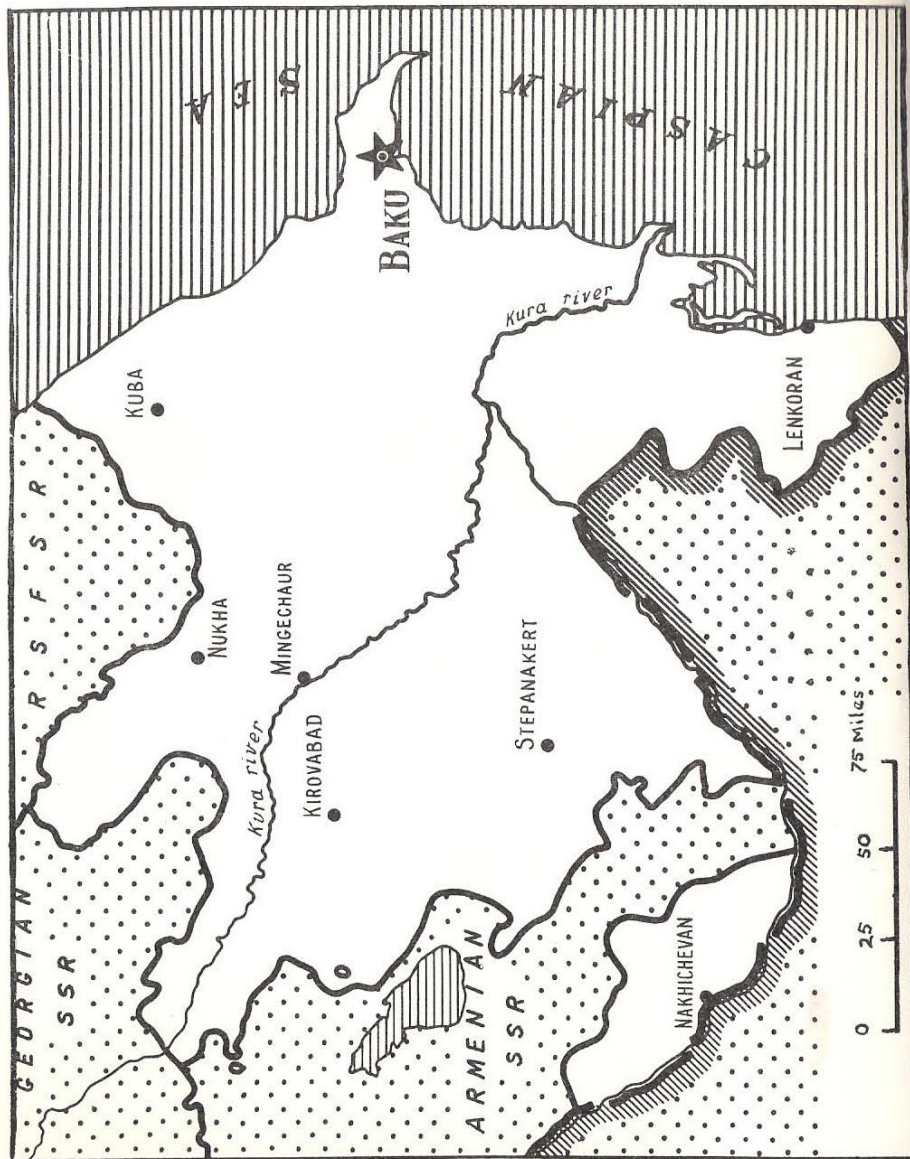 GEORGIAN
SSR
RSFSR
CASPIAN
SEA
KUBA
NUKHA
MINGECHAUR
Kura river
KIROVABAD
BAKU
Kura river
STEPANAKERT
ARMENIAN
SSR
NAKHICHEVAN
LENKORAN
0 25 50 75 Miles